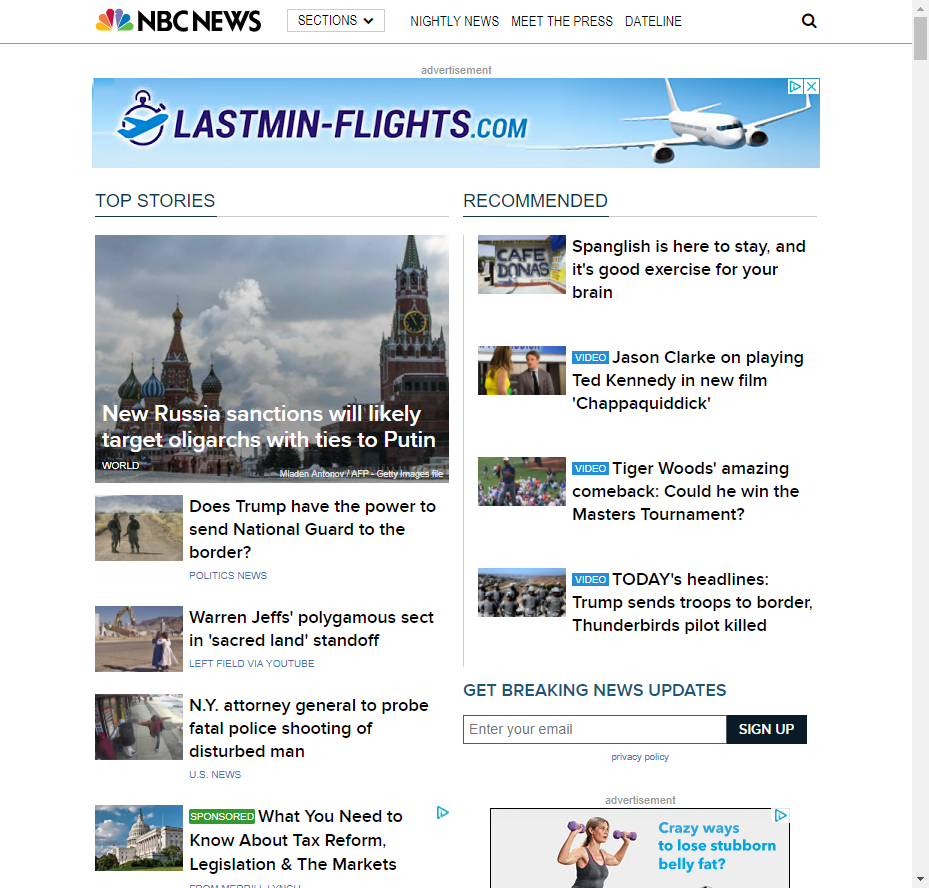 NBC NEWS
SECTIONS
NIGHTLY NEWS
MEET THE PRESS
DATELINE
advertisement
LASTMIN-FLIGHTS.COM
TOP STORIES
New Russia sanctions will likely
target oligarchs with ties to Putin
WORLD
Mladen Antonov / AFP - Getty Images file
Does Trump have the power to
send National Guard to the
border?
POLITICS NEWS
Warren Jeffs' polygamous sect
in 'sacred land' standoff
LEFT FIELD VIA YOUTUBE
N.Y. attorney general to probe
fatal police shooting of
disturbed man
U.S. NEWS
SPONSORED What You Need to
Know About Tax Reform,
Legislation & The Markets
FROM MERRILL LYNCH
RECOMMENDED
CAFE
DONAS
Spanglish is here to stay, and
it's good exercise for your
brain
VIDEO Jason Clarke on playing
Ted Kennedy in new film
'Chappaquiddick'
VIDEO Tiger Woods' amazing
comeback: Could he win the
Masters Tournament?
VIDEO TODAY's headlines:
Trump sends troops to border,
Thunderbirds pilot killed
GET BREAKING NEWS UPDATES
Enter your email
SIGN UP
privacy policy
advertisement
Crazy ways
to lose stubborn
belly fat?